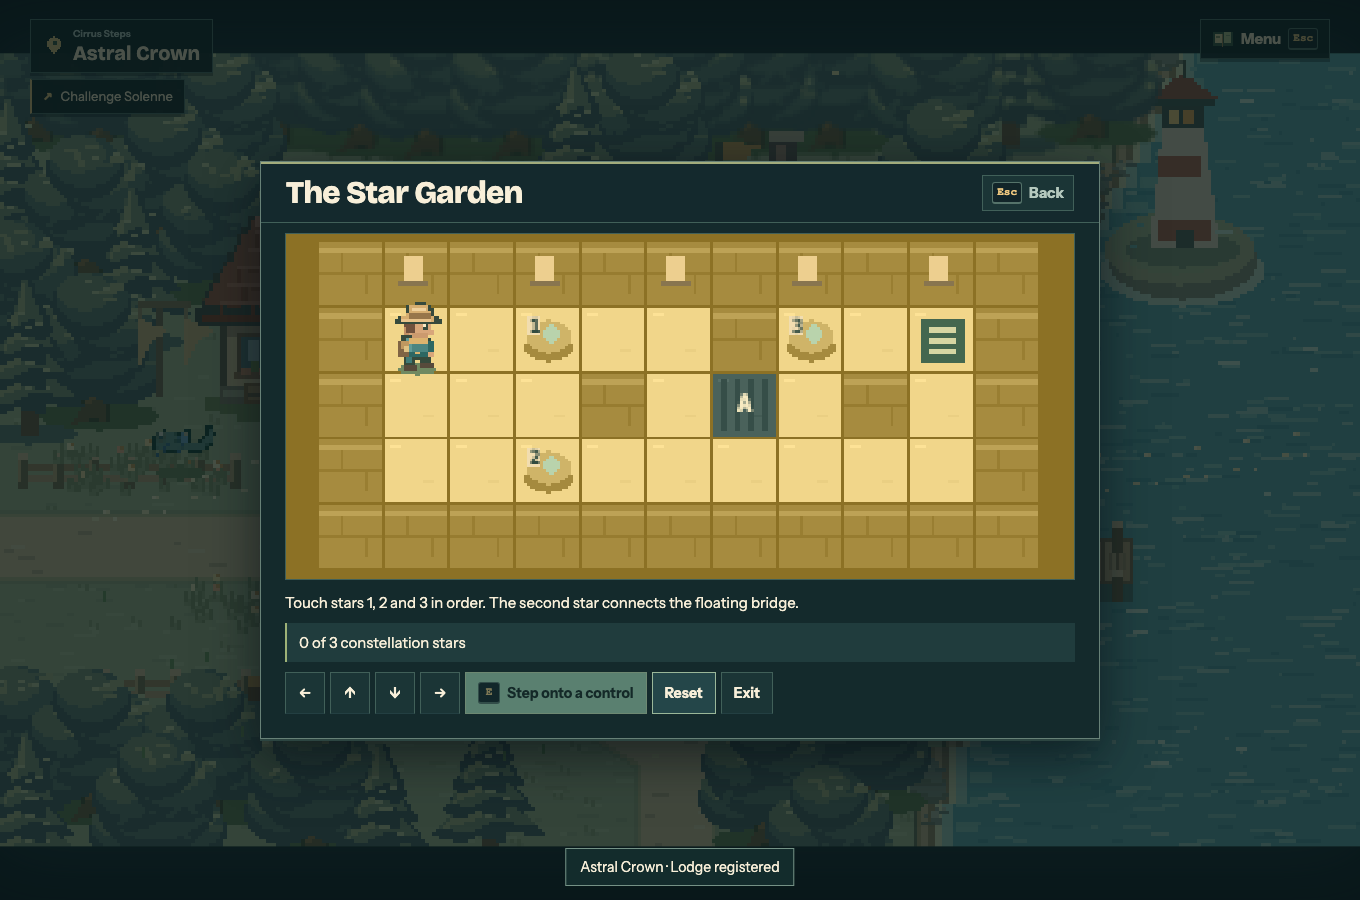 Cirrus Steps
Astral Crown
Challenge Solenne
Menu Esc
The Star Garden
Esc Back
1
3
A
2
Touch stars 1, 2 and 3 in order. The second star connects the floating bridge.
0 of 3 constellation stars
E Step onto a control Reset Exit
Astral Crown · Lodge registered